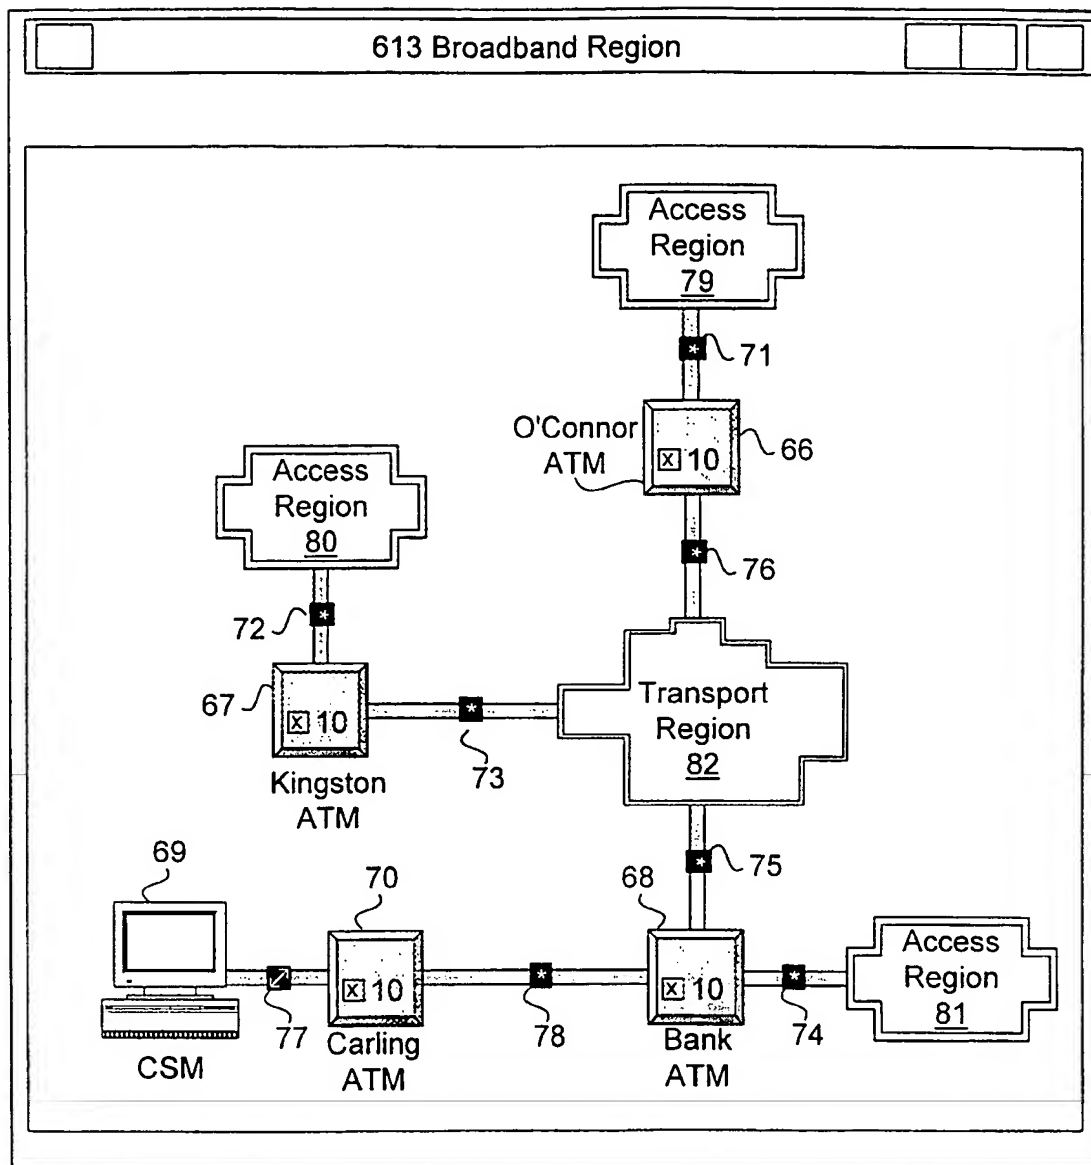 613 Broadband Region
Access
Region
79
71
O'Connor
ATM
x 10
66
Access
Region
80
76
72
67
x 10
Transport
Region
82
73
Kingston
ATM
69
70
68
75
x 10
x 10
Access
Region
81
77
78
74
CSM
Carling
ATM
Bank
ATM